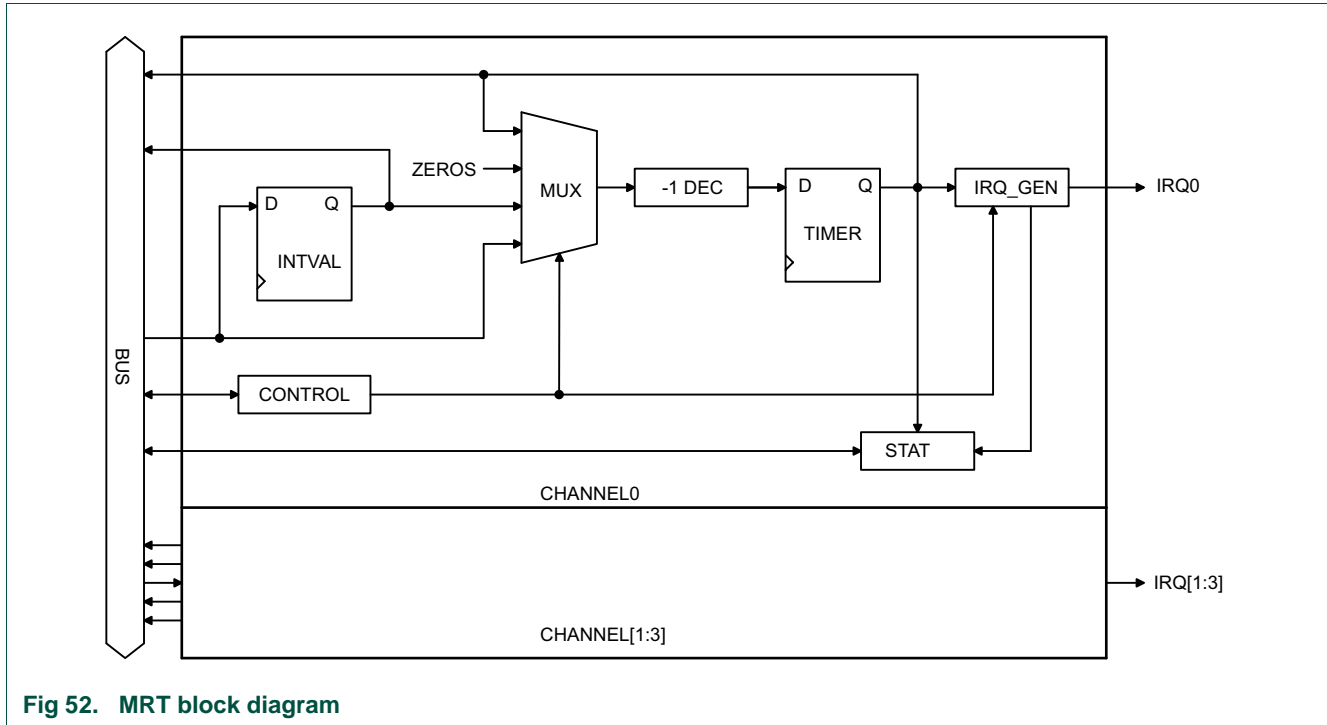 ZEROS
MUX
-1 DEC
D Q
TIMER
IRQ_GEN
IRQ0
D Q
INTVAL
BUS
CONTROL
STAT
CHANNEL0
IRQ[1:3]
CHANNEL[1:3]
Fig 52. MRT block diagram